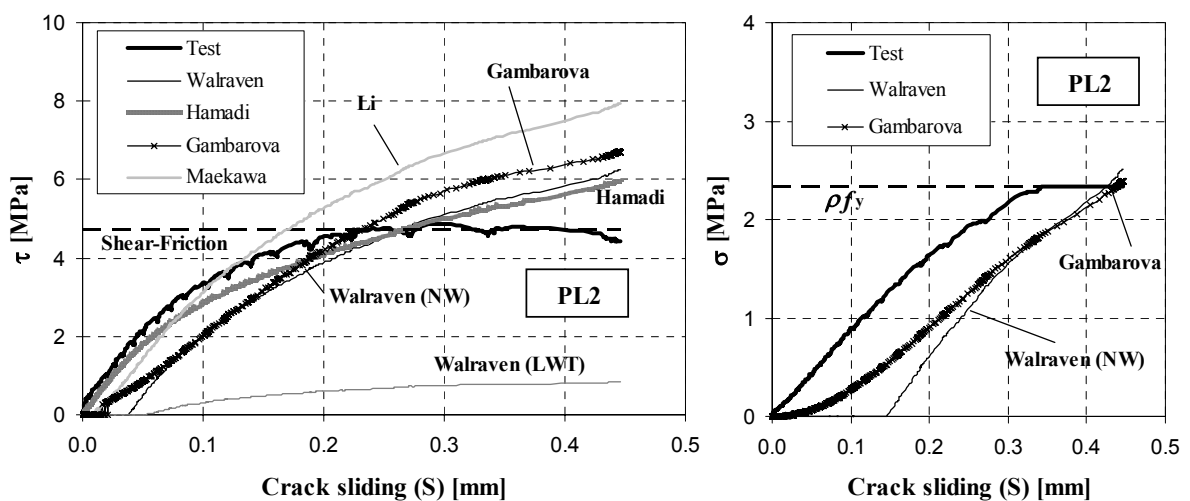 10
8
6
4
2
0
τ [MPa]
Test
Walraven
Hamadi
Gambarova
Maekawa
Gambarova
Li
Hamadi
Shear-Friction
Walraven (NW)
PL2
Walraven (LWT)
0.0 0.1 0.2 0.3 0.4 0.5
Crack sliding (S) [mm]
4
3
2
1
0
σ [MPa]
Test
Walraven
Gambarova
PL2
ρfy
Gambarova
Walraven (NW)
0.0 0.1 0.2 0.3 0.4 0.5
Crack sliding (S) [mm]